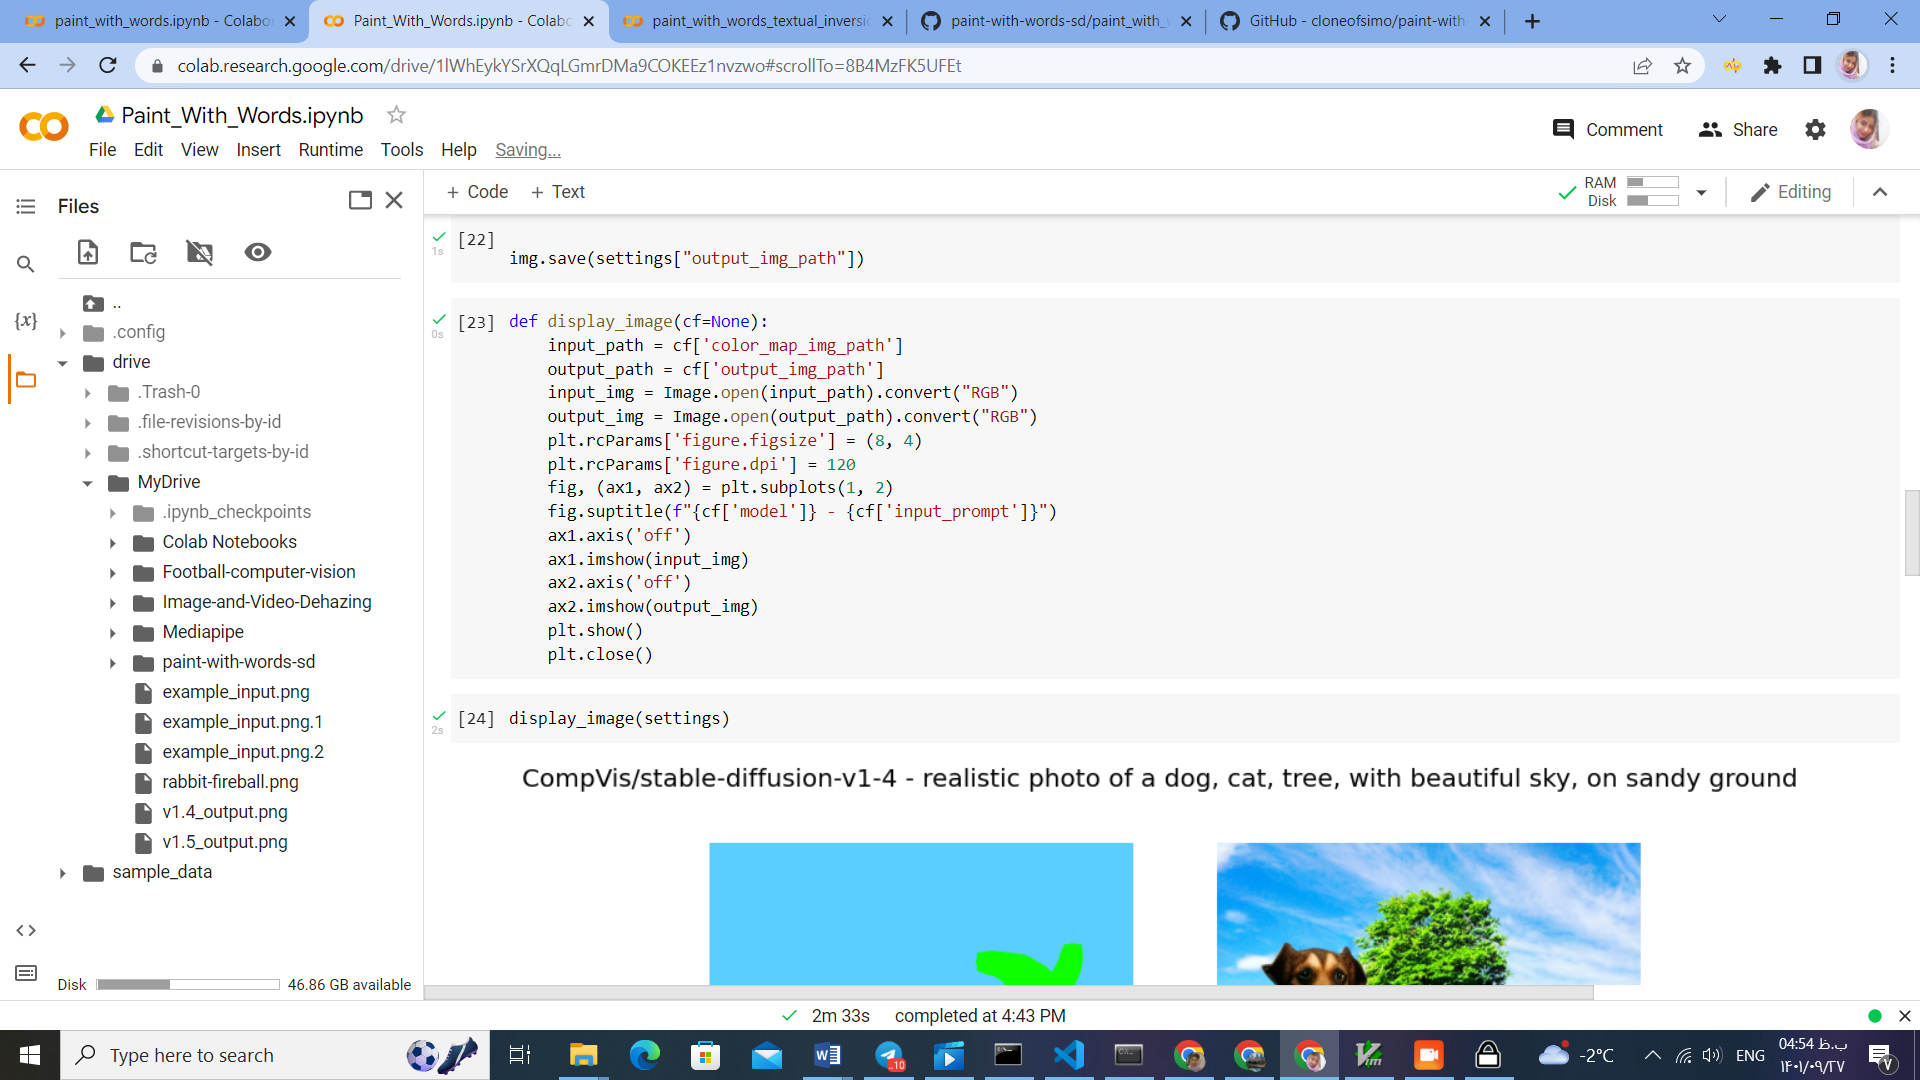 paint_with_words.ipynb - Colabo
Paint_With_Words.ipynb - Colabo
paint_with_words_textual_inversio
paint-with-words-sd/paint_with_
GitHub - cloneofsimo/paint-with
colab.research.google.com/drive/1lWhEykYSrXQqLGmrDMa9COKEEz1nvzwo#scrollTo=8B4MzFK5UFEt
Paint_With_Words.ipynb
Comment
Share
File Edit View Insert Runtime Tools Help Saving...
Files
+ Code + Text
RAM
Disk
Editing
..
.config
drive
.Trash-0
.file-revisions-by-id
.shortcut-targets-by-id
MyDrive
.ipynb_checkpoints
Colab Notebooks
Football-computer-vision
Image-and-Video-Dehazing
Mediapipe
paint-with-words-sd
example_input.png
example_input.png.1
example_input.png.2
rabbit-fireball.png
v1.4_output.png
v1.5_output.png
sample_data
Disk 46.86 GB available
{x}
1s
[22]
img.save(settings["output_img_path"])
0s
[23] def display_image(cf=None):
input_path = cf['color_map_img_path']
output_path = cf['output_img_path']
input_img = Image.open(input_path).convert("RGB")
output_img = Image.open(output_path).convert("RGB")
plt.rcParams['figure.figsize'] = (8, 4)
plt.rcParams['figure.dpi'] = 120
fig, (ax1, ax2) = plt.subplots(1, 2)
fig.suptitle(f"{cf['model']} - {cf['input_prompt']}")
ax1.axis('off')
ax1.imshow(input_img)
ax2.axis('off')
ax2.imshow(output_img)
plt.show()
plt.close()
2s
[24] display_image(settings)
CompVis/stable-diffusion-v1-4 - realistic photo of a dog, cat, tree, with beautiful sky, on sandy ground
2m 33s completed at 4:43 PM
Type here to search
..10
-2°C
ENG
04:54 ب.ظ
۱۴۰۱/۰۹/۲۷
V